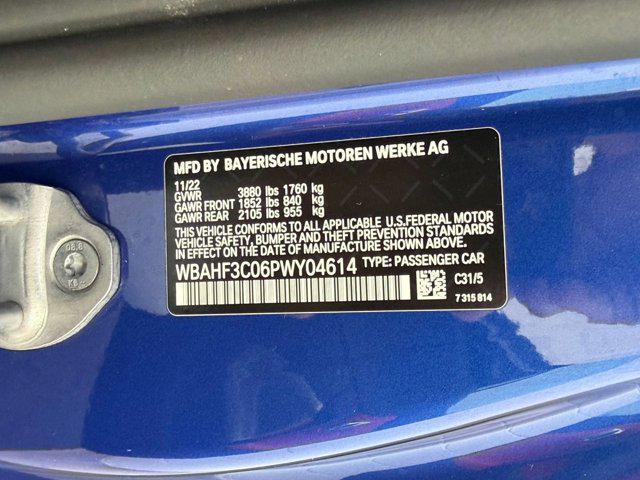 MFD BY BAYERISCHE MOTOREN WERKE AG
11/22
GVWR 3880 lbs 1760 kg
GAWR FRONT 1852 lbs 840 kg
GAWR REAR 2105 lbs 955 kg
THIS VEHICLE CONFORMS TO ALL APPLICABLE U.S.FEDERAL MOTOR
VEHICLE SAFETY, BUMPER, AND THEFT PREVENTION STANDARDS
IN EFFECT ON THE DATE OF MANUFACTURE SHOWN ABOVE.
WBAHF3C06PWY04614 TYPE: PASSENGER CAR
C31/5
7 315 814
08.8